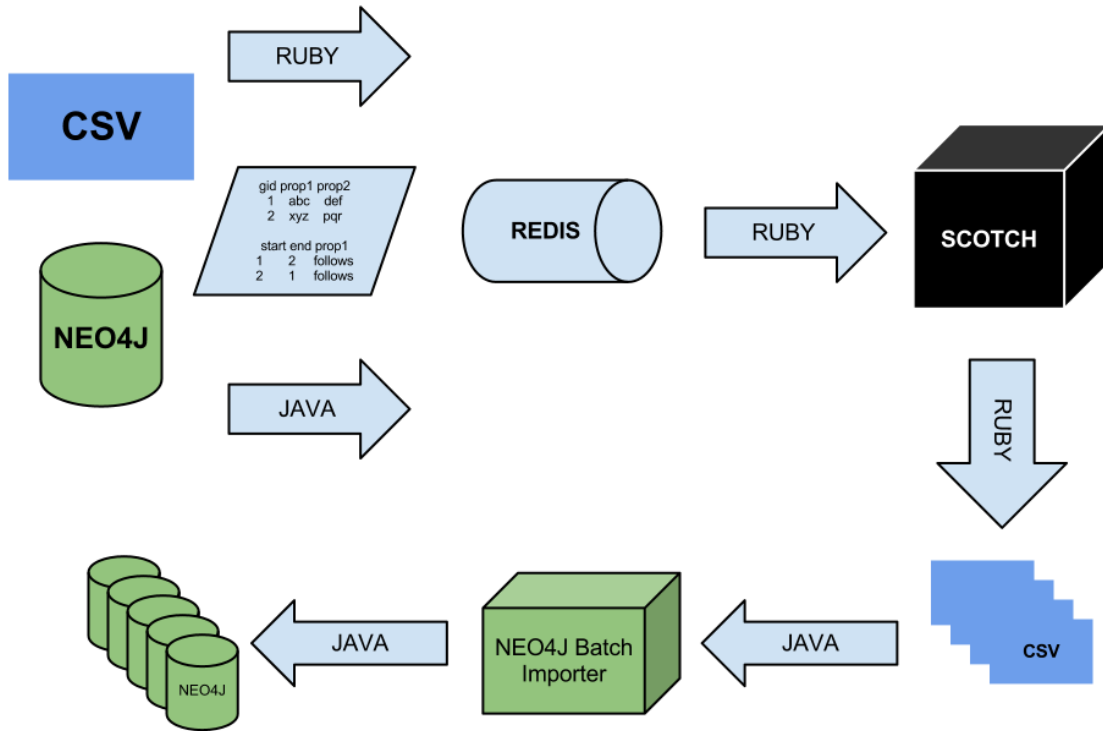 RUBY
CSV
gid prop1 prop2
1 abc def
2 xyz pqr
start end prop1
1 2 follows
2 1 follows
REDIS
RUBY
SCOTCH
NEO4J
JAVA
RUBY
CSV
JAVA
NEO4J Batch
Importer
JAVA
NEO4J